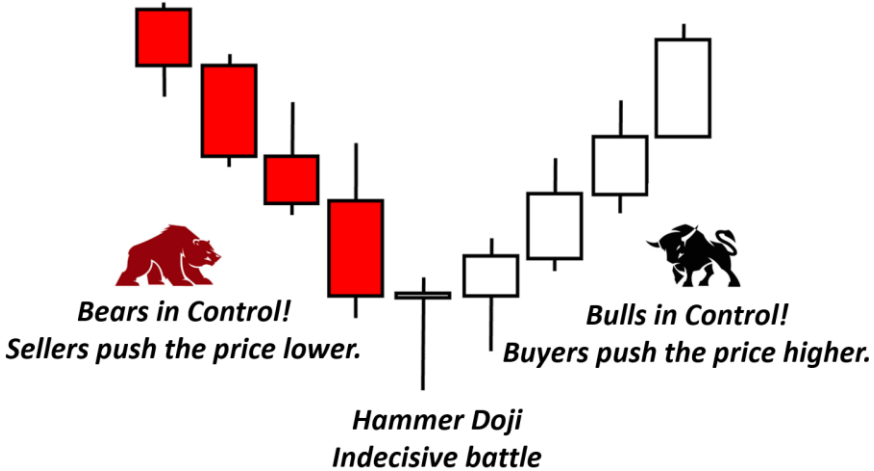 Bears in Control!
Sellers push the price lower.
Bulls in Control!
Buyers push the price higher.
Hammer Doji
Indecisive battle